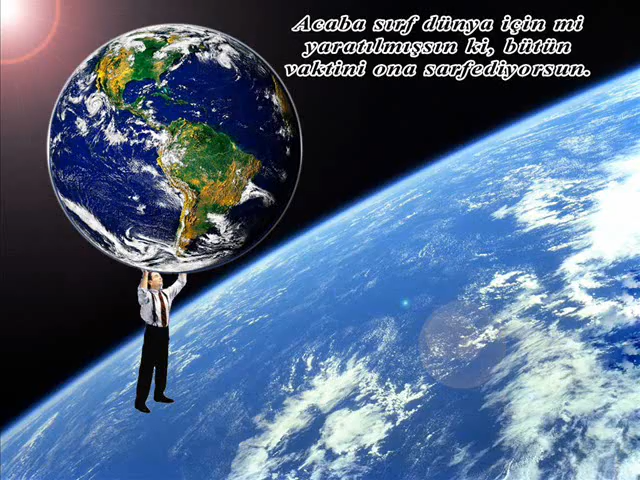 Acaba sırf dünya için mi
yaratılmışsın ki, bütün
vaktini ona sarfediyorsun.